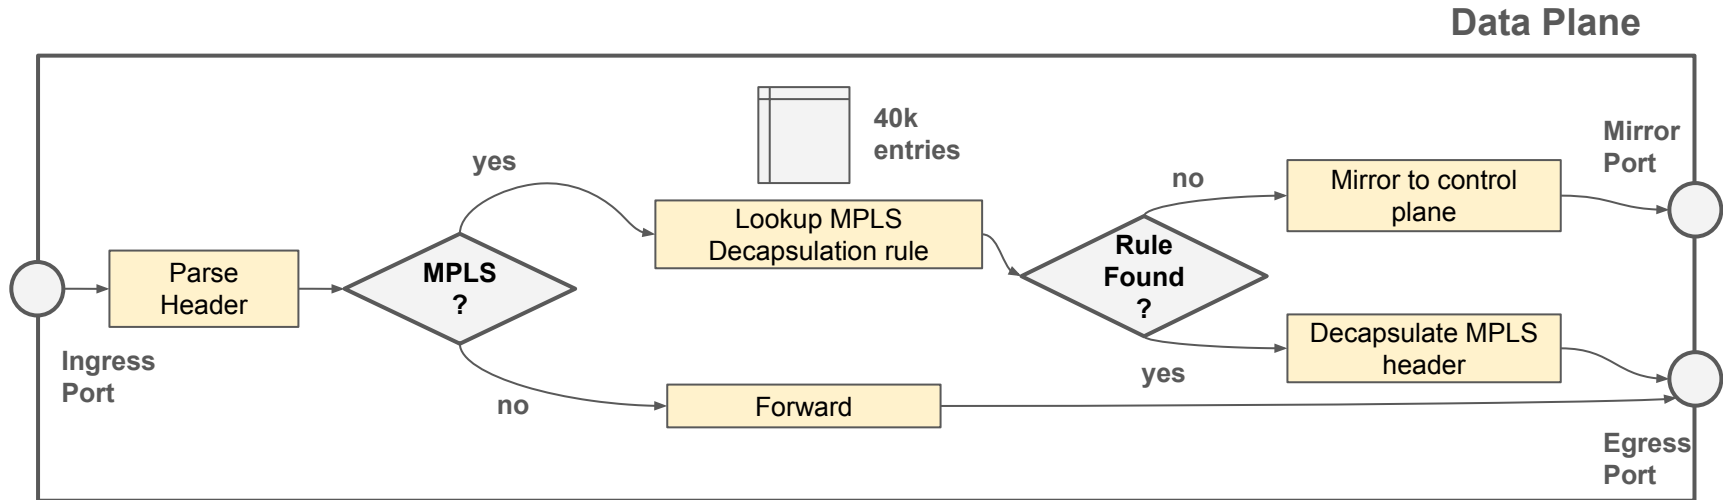 Data Plane
40k
entries
Mirror
Port
yes
no
Mirror to control
plane
Lookup MPLS
Decapsulation rule
Rule
Found
?
Parse
Header
MPLS
?
Ingress
Port
Decapsulate MPLS
header
yes
no
Forward
Egress
Port